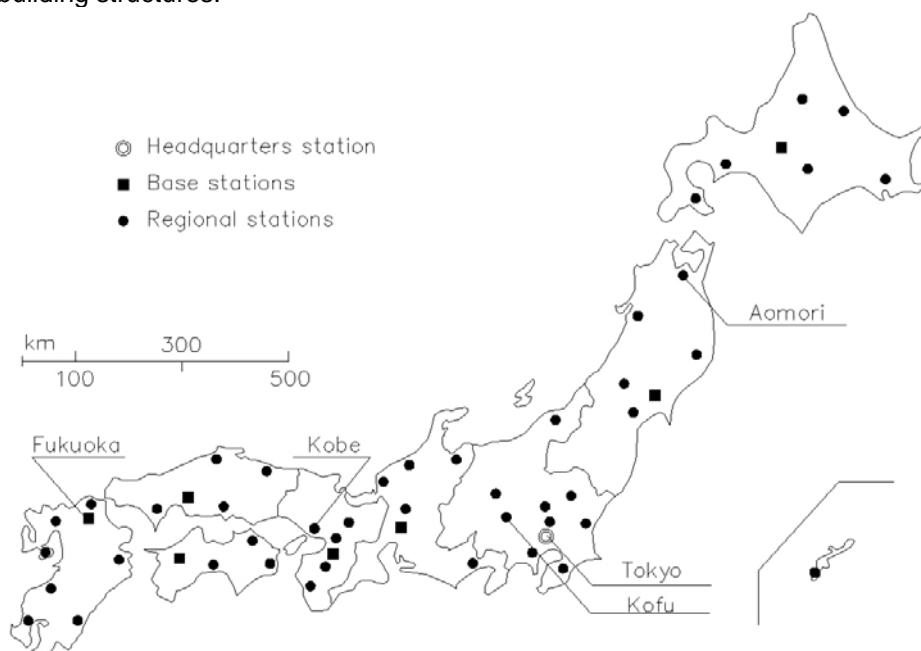 building structures.
Headquarters station
Base stations
Regional stations
Aomori
km
300
100
500
Fukuoka
Kobe
Tokyo
Kofu